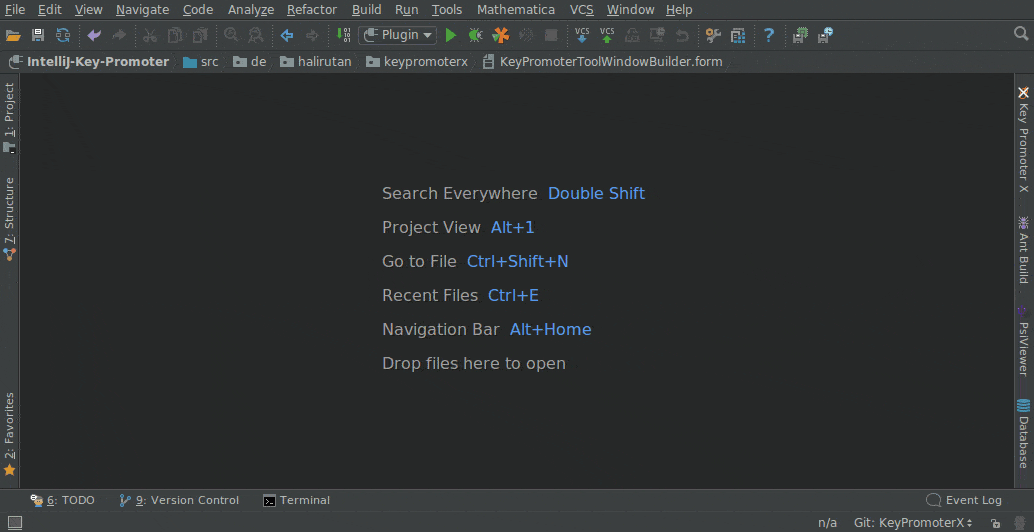 File Edit View Navigate Code Analyze Refactor Build Run Tools Mathematica VCS Window Help
Plugin VCS VCS ?
IntelliJ-Key-Promoter src de halirutan keypromoterx KeyPromoterToolWindowBuilder.form
1: Project
7: Structure
2: Favorites
Search Everywhere Double Shift
Project View Alt+1
Go to File Ctrl+Shift+N
Recent Files Ctrl+E
Navigation Bar Alt+Home
Drop files here to open
Key Promoter X
Ant Build
PsiViewer
Database
6: TODO 9: Version Control Terminal Event Log
n/a Git: KeyPromoterX